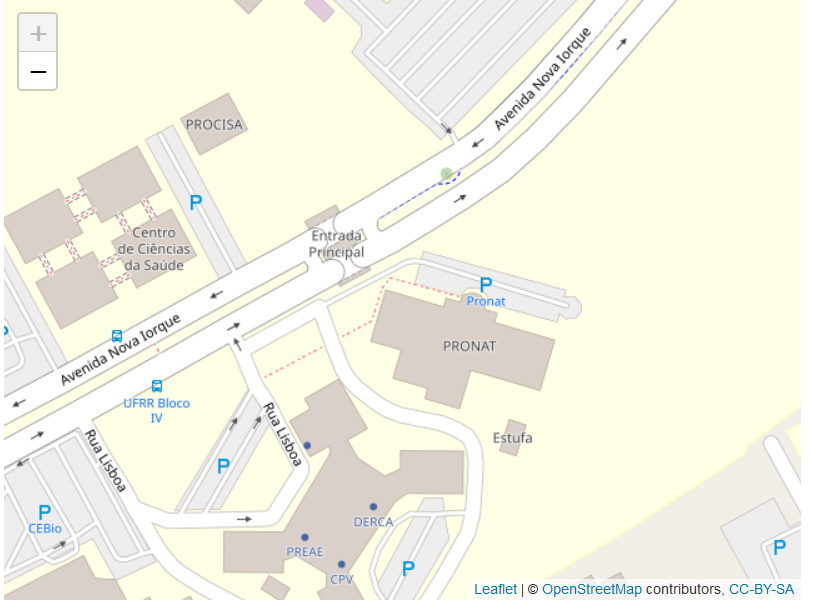 +
−
Avenida Nova Iorque
PROCISA
P
Centro
de Ciências
da Saúde
Entrada
Principal
P
Pronat
PRONAT
Avenida Nova Iorque
UFRR Bloco
IV
Rua Lisboa
Rua Lisboa
Estufa
P
P
CEBio
DERCA
PREAE
CPV
P
P
Leaflet | © OpenStreetMap contributors, CC-BY-SA